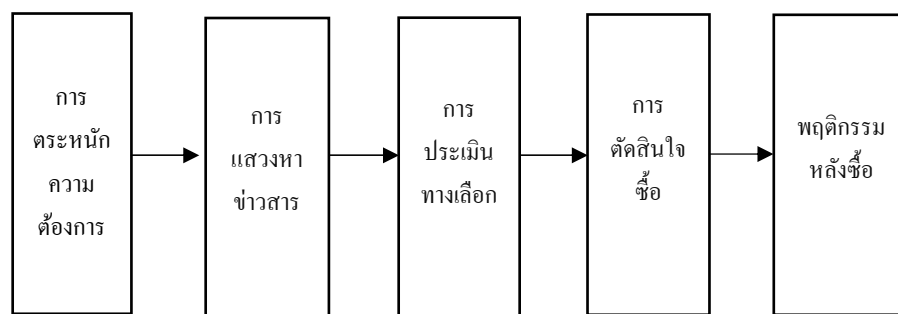 การ
ตระหนัก
ความ
ต้องการ
การ
แสวงหา
ข่าวสาร
การ
ประเมิน
ทางเลือก
การ
ตัดสินใจ
ซื้อ
พฤติกรรม
หลังซื้อ